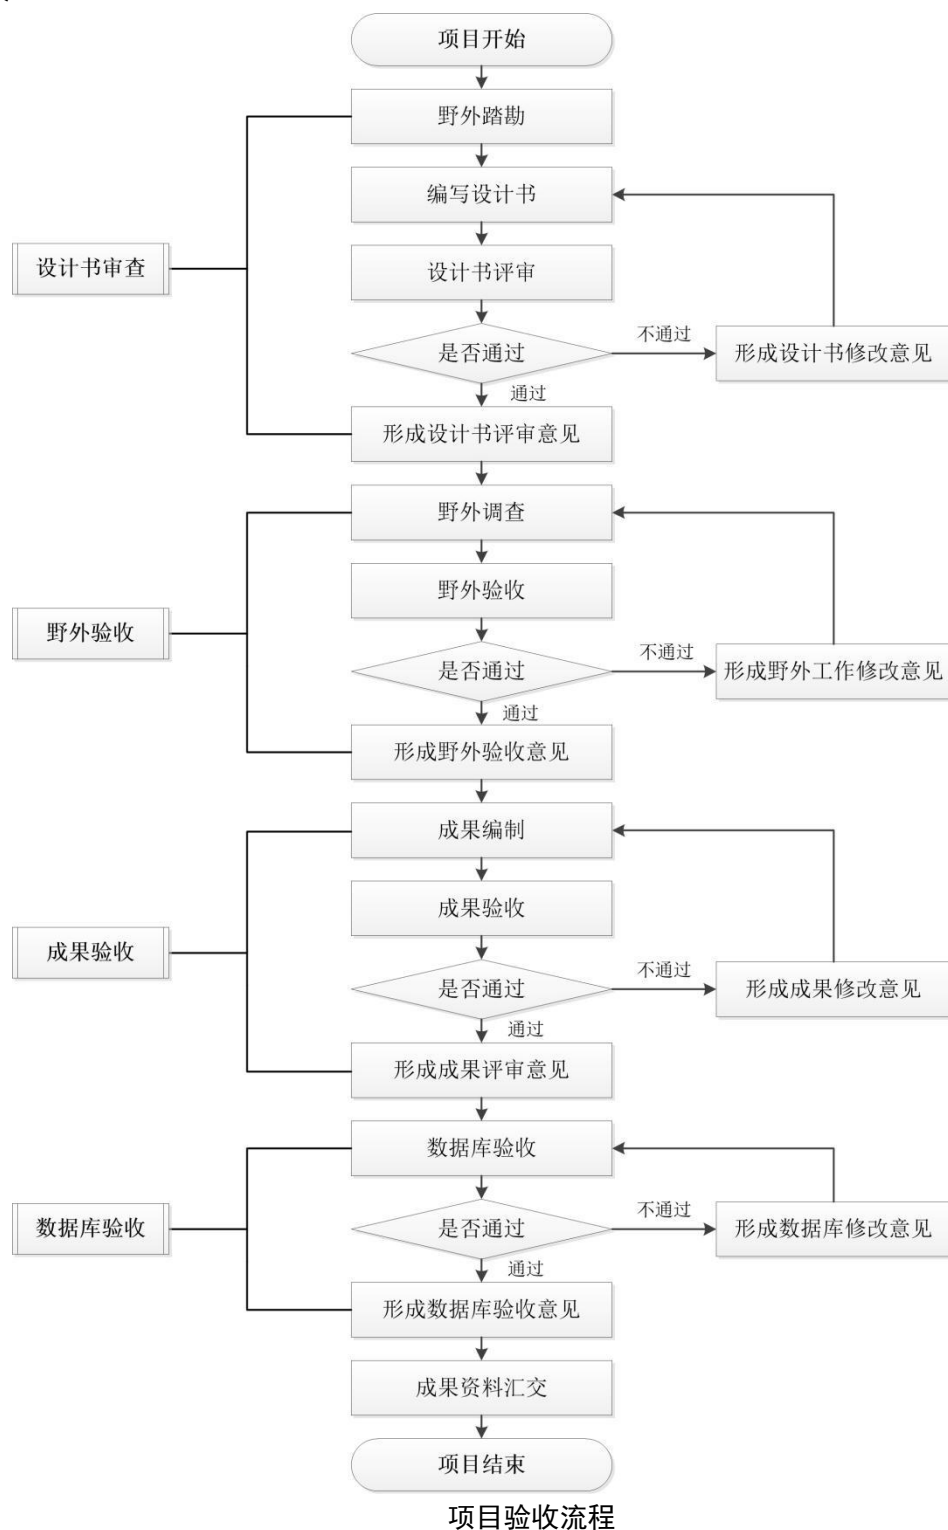 项目开始
野外踏勘
编写设计书
设计书审查
设计书评审
是否通过
不通过
形成设计书修改意见
通过
形成设计书评审意见
野外调查
野外验收
野外验收
是否通过
不通过
形成野外工作修改意见
通过
形成野外验收意见
成果编制
成果验收
成果验收
是否通过
不通过
形成成果修改意见
通过
形成成果评审意见
数据库验收
数据库验收
是否通过
不通过
形成数据库修改意见
通过
形成数据库验收意见
成果资料汇交
项目结束
项目验收流程